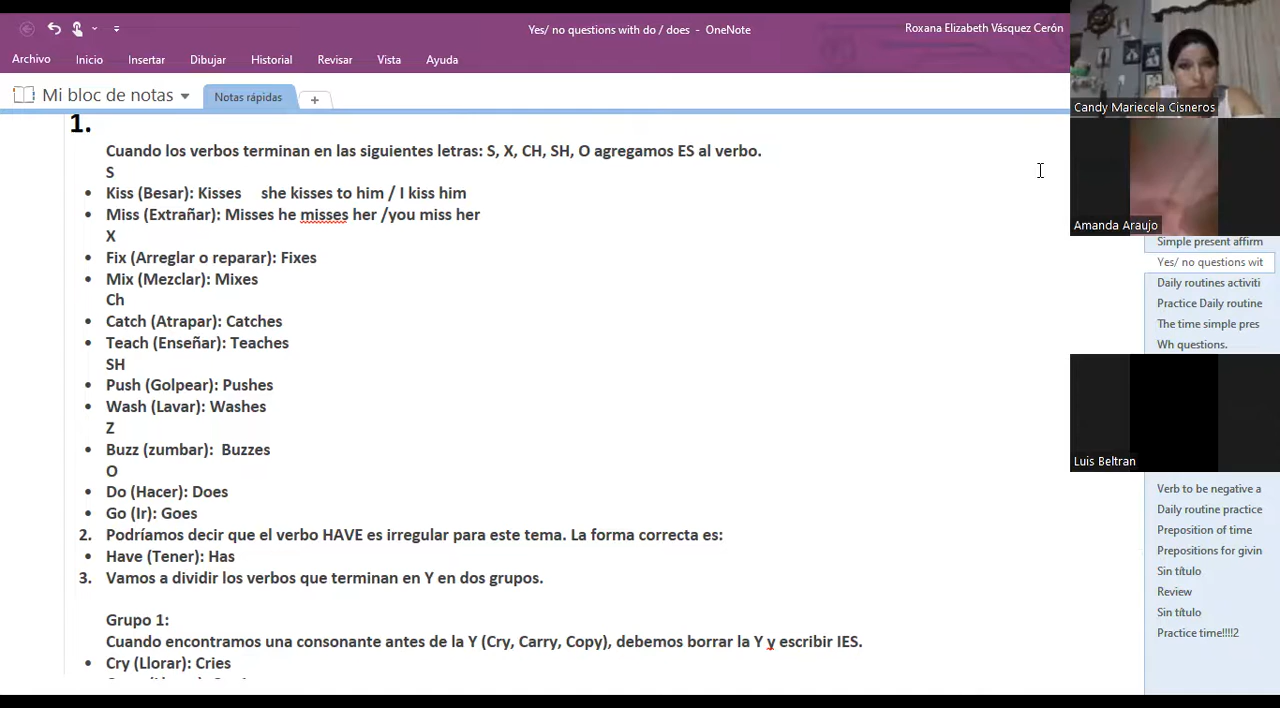 Yes/ no questions with do / does - OneNote
Roxana Elizabeth Vásquez Cerón
Archivo
Inicio
Insertar
Dibujar
Historial
Revisar
Vista
Ayuda
Mi bloc de notas
Notas rápidas
1.
Cuando los verbos terminan en las siguientes letras: S, X, CH, SH, O agregamos ES al verbo.
S
Kiss (Besar): Kisses she kisses to him / I kiss him
Miss (Extrañar): Misses he misses her /you miss her
X
Fix (Arreglar o reparar): Fixes
Mix (Mezclar): Mixes
Ch
Catch (Atrapar): Catches
Teach (Enseñar): Teaches
SH
Push (Golpear): Pushes
Wash (Lavar): Washes
Z
Buzz (zumbar): Buzzes
O
Do (Hacer): Does
Go (Ir): Goes
2. Podríamos decir que el verbo HAVE es irregular para este tema. La forma correcta es:
Have (Tener): Has
3. Vamos a dividir los verbos que terminan en Y en dos grupos.
Grupo 1:
Cuando encontramos una consonante antes de la Y (Cry, Carry, Copy), debemos borrar la Y y escribir IES.
Cry (Llorar): Cries
Candy Mariecela Cisneros
Amanda Araujo
Simple present affirm
Yes/ no questions wit
Daily routines activiti
Practice Daily routine
The time simple pres
Wh questions.
Luis Beltran
Verb to be negative a
Daily routine practice
Preposition of time
Prepositions for givin
Sin título
Review
Sin título
Practice time!!!!2